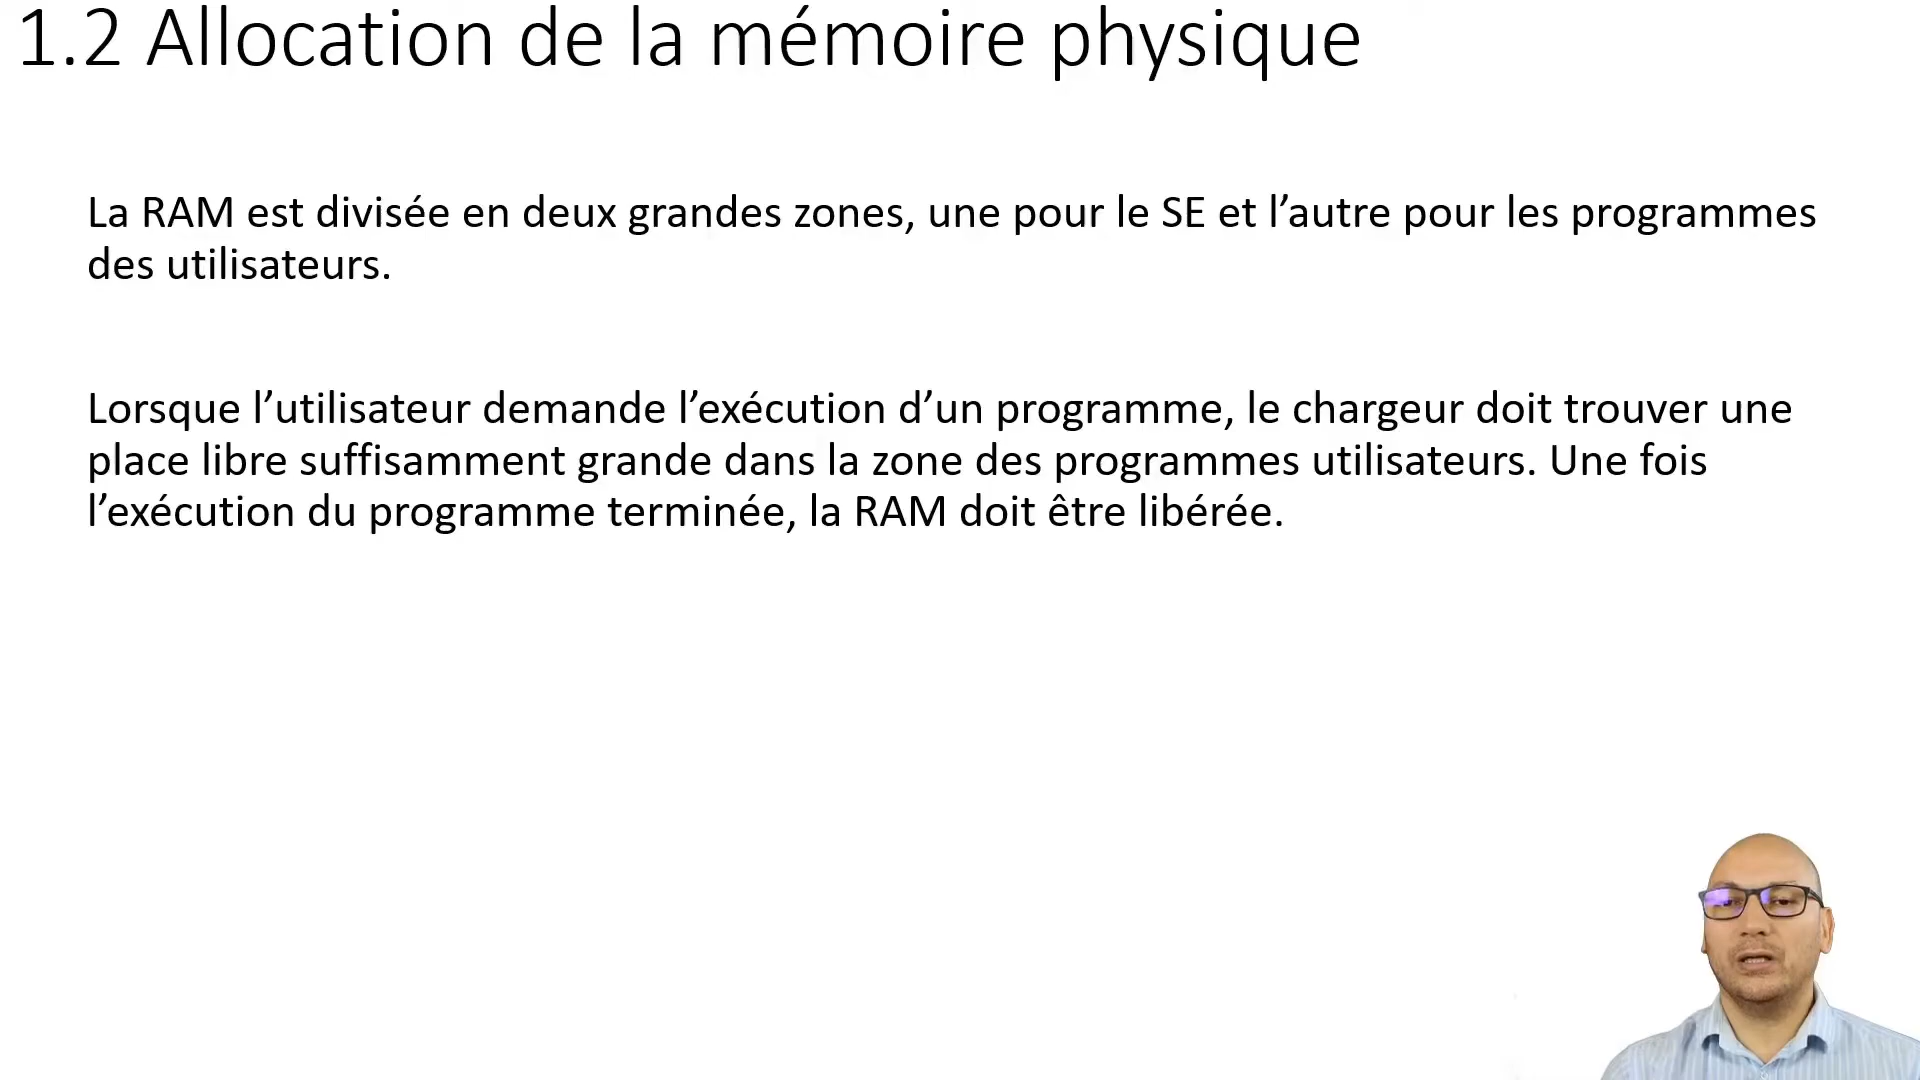 1.2 Allocation de la mémoire physique
La RAM est divisée en deux grandes zones, une pour le SE et l’autre pour les programmes
des utilisateurs.
Lorsque l’utilisateur demande l’exécution d’un programme, le chargeur doit trouver une
place libre suffisamment grande dans la zone des programmes utilisateurs. Une fois
l’exécution du programme terminée, la RAM doit être libérée.